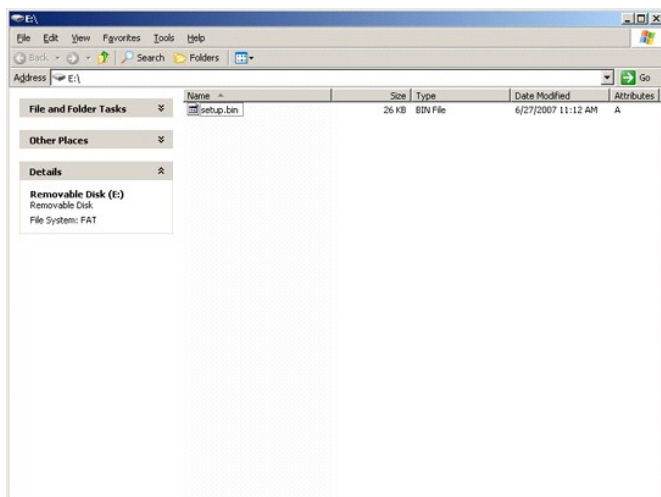 E:\
File Edit View Favorites Tools Help
Back Search Folders
Address E:\ Go
Name Size Type Date Modified Attributes
setup.bin 26 KB BIN File 6/27/2007 11:12 AM A
File and Folder Tasks
Other Places
Details
Removable Disk (E:)
Removable Disk
File System: FAT